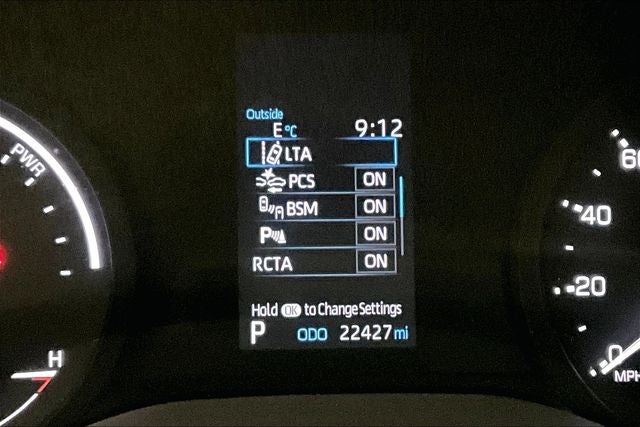 Outside
E °C
9:12
LTA
PCS ON
BSM ON
P ON
RCTA ON
Hold OK to Change Settings
P ODO 22427 mi
PWR
H
60
40
20
0
MPH